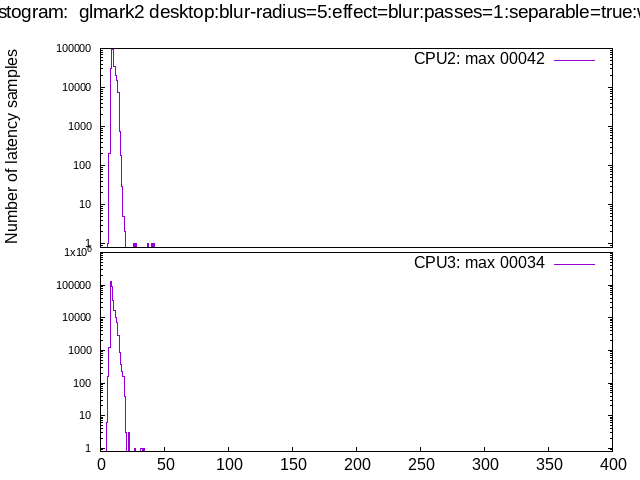 stogram: glmark2 desktop:blur-radius=5:effect=blur:passes=1:separable=true:
Number of latency samples
100000
10000
1000
100
10
1
CPU2: max 00042
1x10^6
100000
10000
1000
100
10
1
CPU3: max 00034
0 50 100 150 200 250 300 350 400